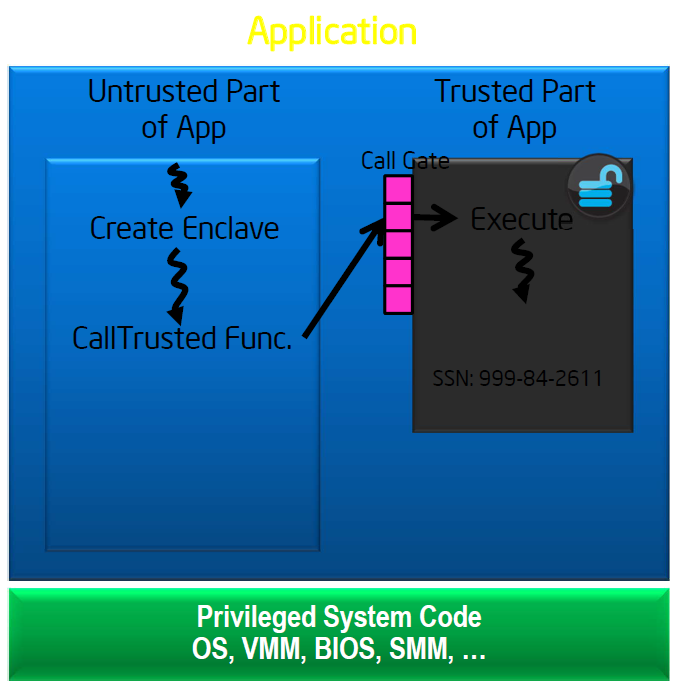 Application
Untrusted Part
of App
Trusted Part
of App
Call Gate
Create Enclave
Execute
CallTrusted Func.
SSN: 999-84-2611
Privileged System Code
OS, VMM, BIOS, SMM, …